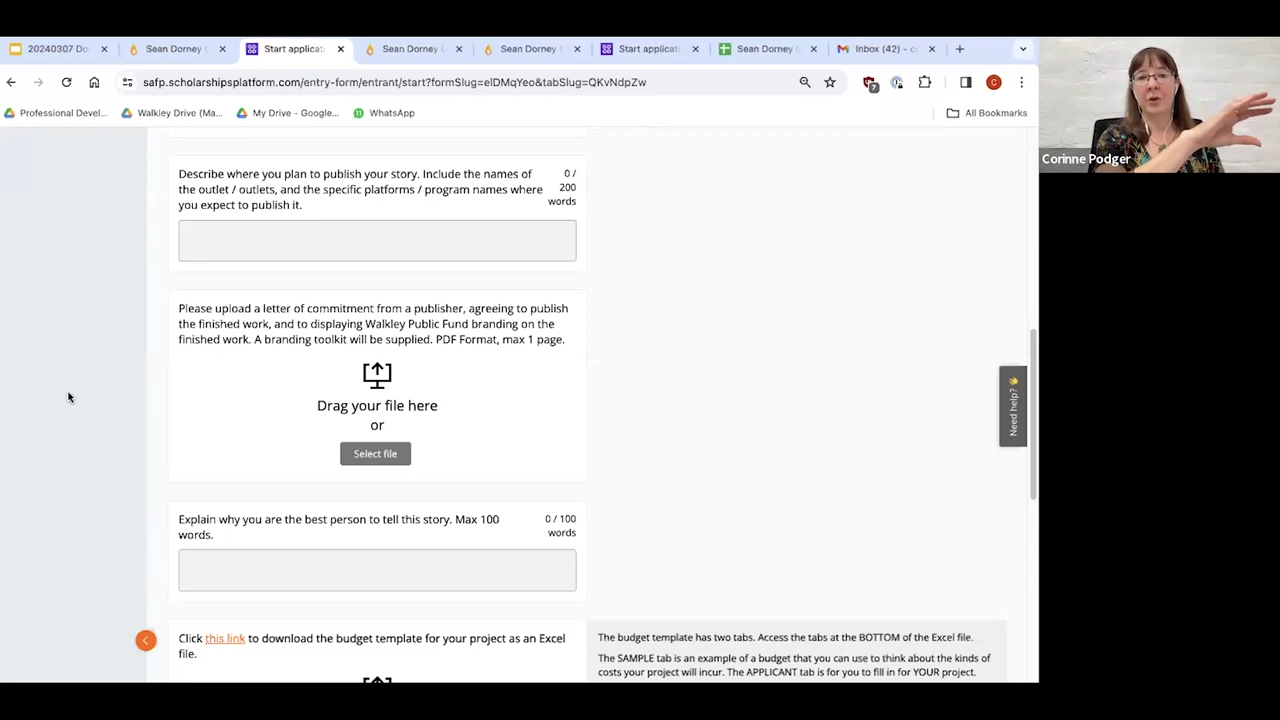 20240307 Do
Sean Dorney
Start applicati
Sean Dorney
Sean Dorney
Start applicat
Sean Dorney
Inbox (42) - c
safp.scholarshipsplatform.com/entry-form/entrant/start?formSlug=elDMqYeo&tabSlug=QKvNdpZw
7
C
Professional Devel...
Walkley Drive (Ma...
My Drive - Google...
WhatsApp
All Bookmarks
Corinne Podger
Describe where you plan to publish your story. Include the names of
the outlet / outlets, and the specific platforms / program names where
you expect to publish it.
0 /
200
words
Please upload a letter of commitment from a publisher, agreeing to publish
the finished work, and to displaying Walkley Public Fund branding on the
finished work. A branding toolkit will be supplied. PDF Format, max 1 page.
Drag your file here
or
Select file
Need help?
Explain why you are the best person to tell this story. Max 100
words.
0 / 100
words
Click this link to download the budget template for your project as an Excel
file.
The budget template has two tabs. Access the tabs at the BOTTOM of the Excel file.
The SAMPLE tab is an example of a budget that you can use to think about the kinds of
costs your project will incur. The APPLICANT tab is for you to fill in for YOUR project.